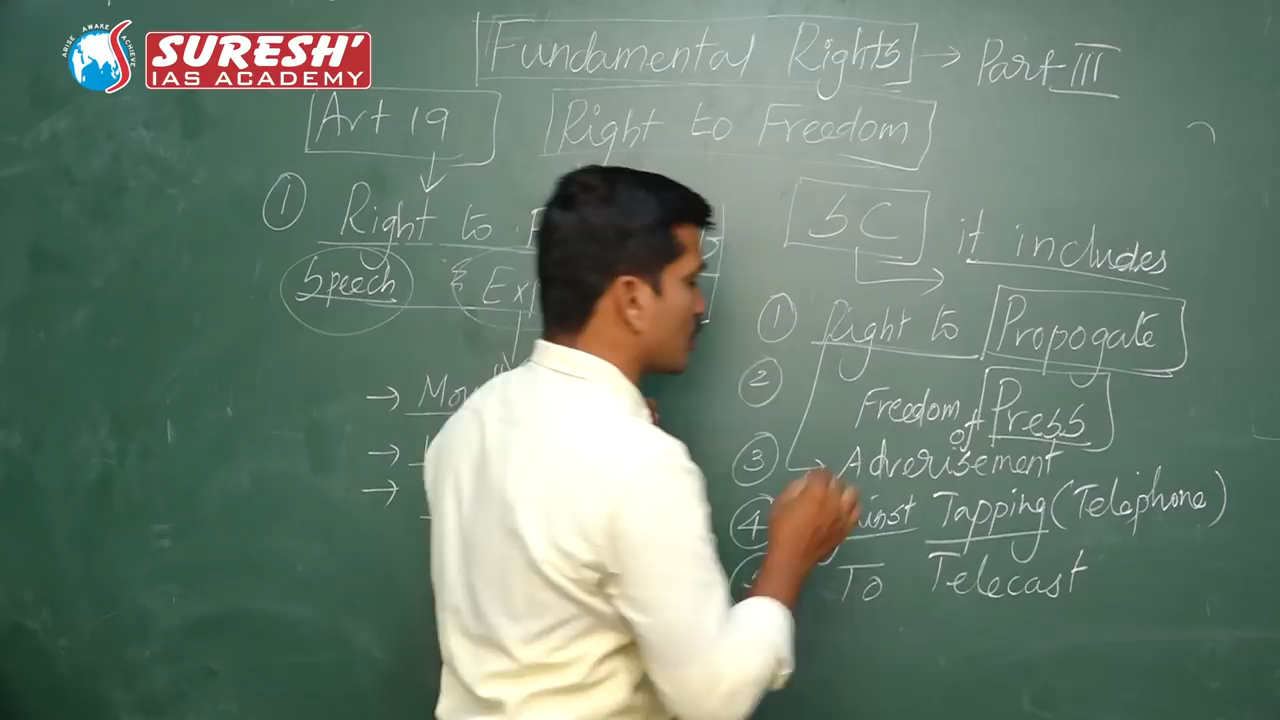 ARISE AWAKE ACHIEVE
SURESH'
IAS ACADEMY
Fundamental Rights → Part III
Art 19
Right to Freedom
① Right to
Speech &
→
→
→
SC
it includes
① Right to Propogate
② Freedom of Press
③ → Adverisement
④ Tapping (Telephone)
To Telecast